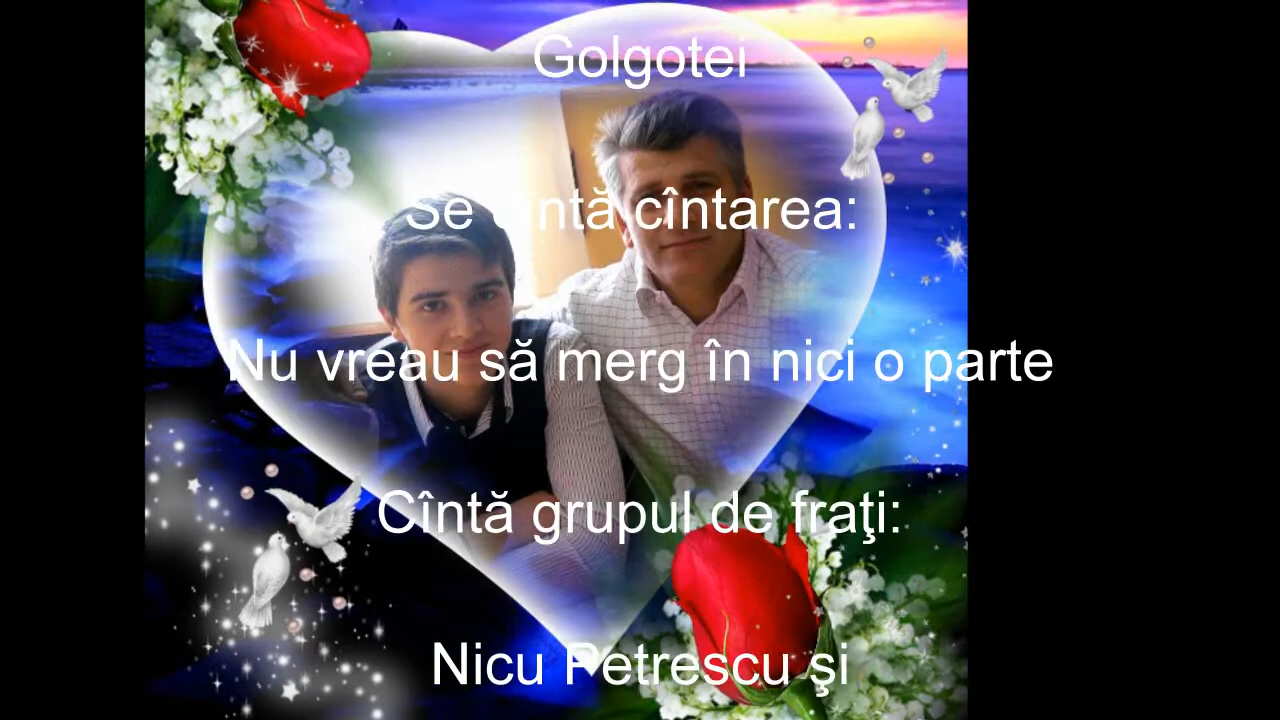 Golgotei
Se cîntă cîntarea:
Nu vreau să merg în nici o parte
Cîntă grupul de fraţi:
Nicu Petrescu şi